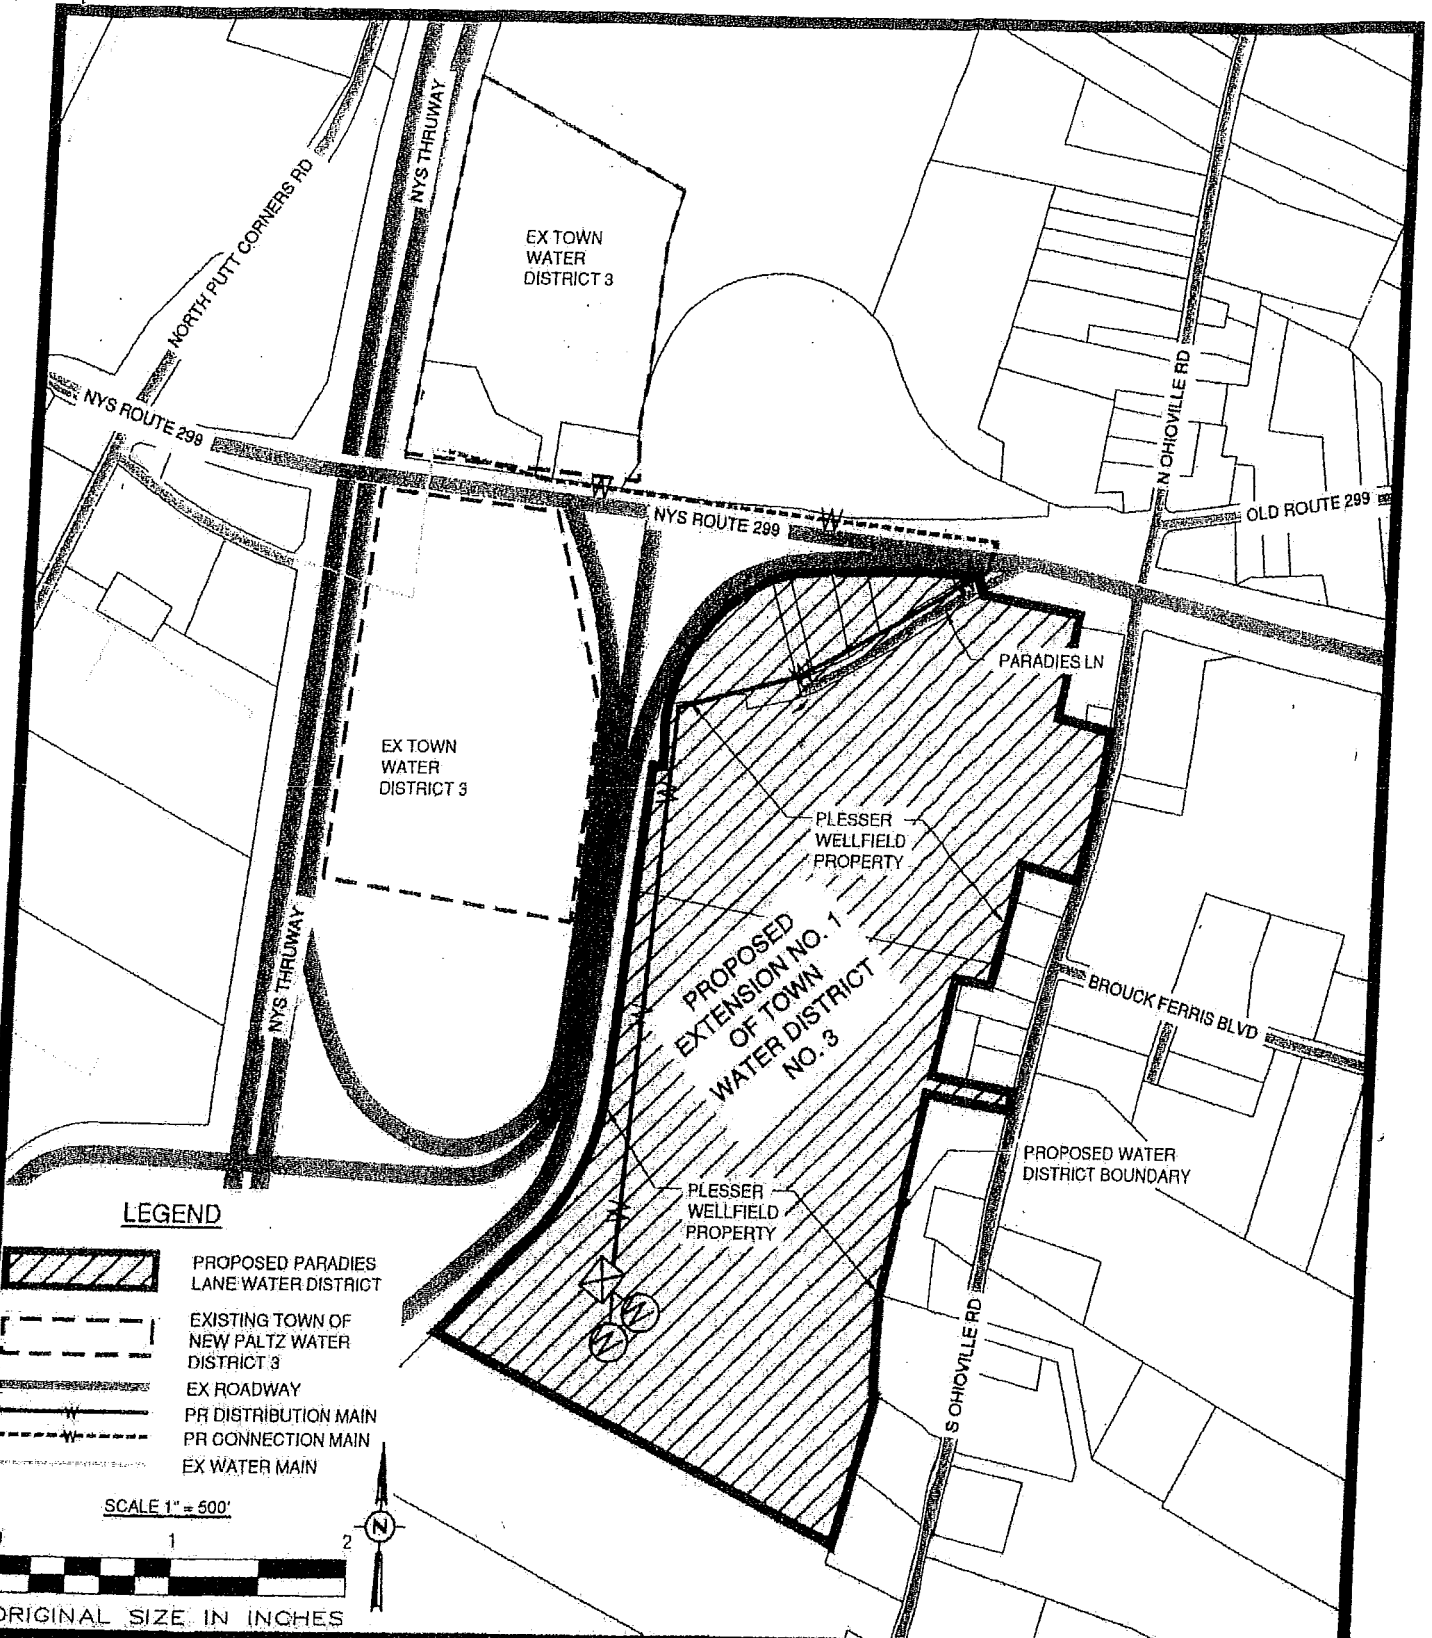 NORTH PUTT CORNERS RD
NYS THRUWAY
EX TOWN
WATER
DISTRICT 3
NYS ROUTE 299
N OHIOVILLE RD
W
W
NYS ROUTE 299
OLD ROUTE 299
PARADIES LN
W
EX TOWN
WATER
DISTRICT 3
W
PLESSER
WELLFIELD
PROPERTY
PROPOSED
EXTENSION NO. 1
OF TOWN
WATER DISTRICT
NO. 3
NYS THRUWAY
W
BROUCK FERRIS BLVD
PROPOSED WATER
DISTRICT BOUNDARY
PLESSER
WELLFIELD
PROPERTY
W
W
W
S OHIOVILLE RD
LEGEND
PROPOSED PARADIES
LANE WATER DISTRICT
EXISTING TOWN OF
NEW PALTZ WATER
DISTRICT 3
EX ROADWAY
W
PR DISTRIBUTION MAIN
W
PR CONNECTION MAIN
EX WATER MAIN
SCALE 1" = 500'
1
2
N
ORIGINAL SIZE IN INCHES